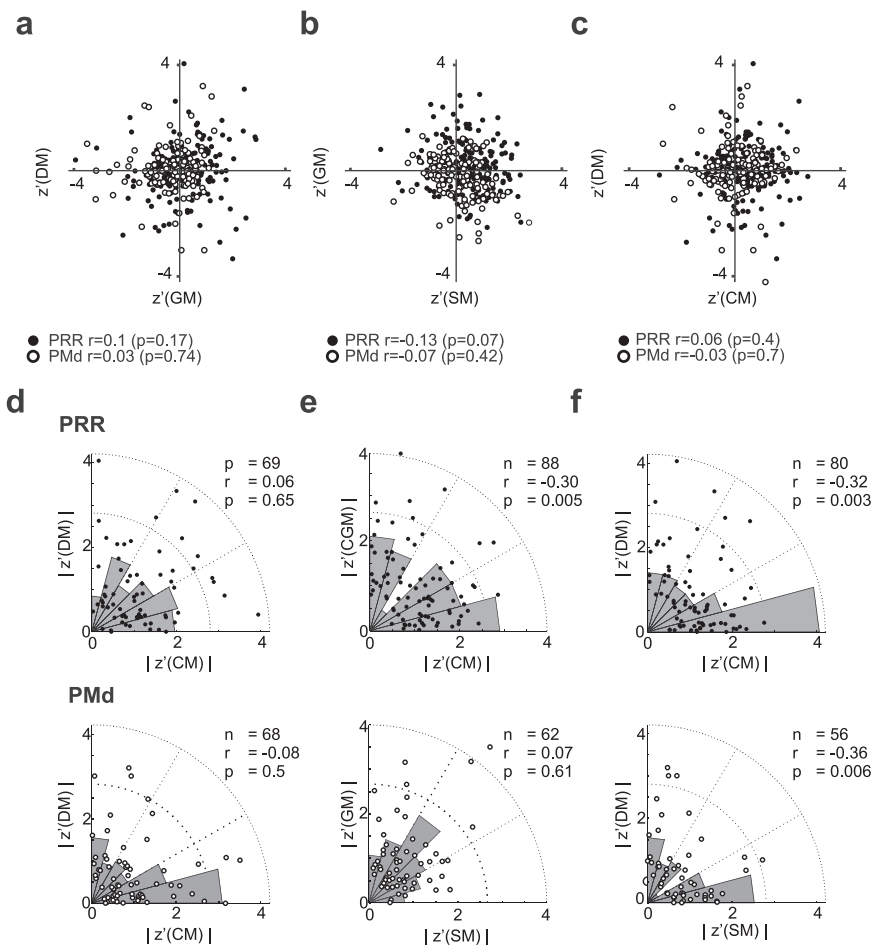 a
b
c
4
4
4
z'(DM)
z'(GM)
z'(DM)
-4
4
-4
4
-4
4
-4
-4
-4
z'(GM)
z'(SM)
z'(CM)
PRR r=0.1 (p=0.17)
PMd r=0.03 (p=0.74)
PRR r=-0.13 (p=0.07)
PMd r=-0.07 (p=0.42)
PRR r=0.06 (p=0.4)
PMd r=-0.03 (p=0.7)
d
e
f
PRR
p = 69
r = 0.06
p = 0.65
4
2
0
| z'(DM) |
0 2 4
| z'(CM) |
n = 88
r = -0.30
p = 0.005
4
2
0
| z'(CGM) |
0 2 4
| z'(CM) |
n = 80
r = -0.32
p = 0.003
4
2
0
| z'(DM) |
0 2 4
| z'(CM) |
PMd
n = 68
r = -0.08
p = 0.5
4
2
0
| z'(DM) |
0 2 4
| z'(CM) |
n = 62
r = 0.07
p = 0.61
4
2
0
| z'(GM) |
0 2 4
| z'(SM) |
n = 56
r = -0.36
p = 0.006
4
2
0
| z'(DM) |
0 2 4
| z'(SM) |